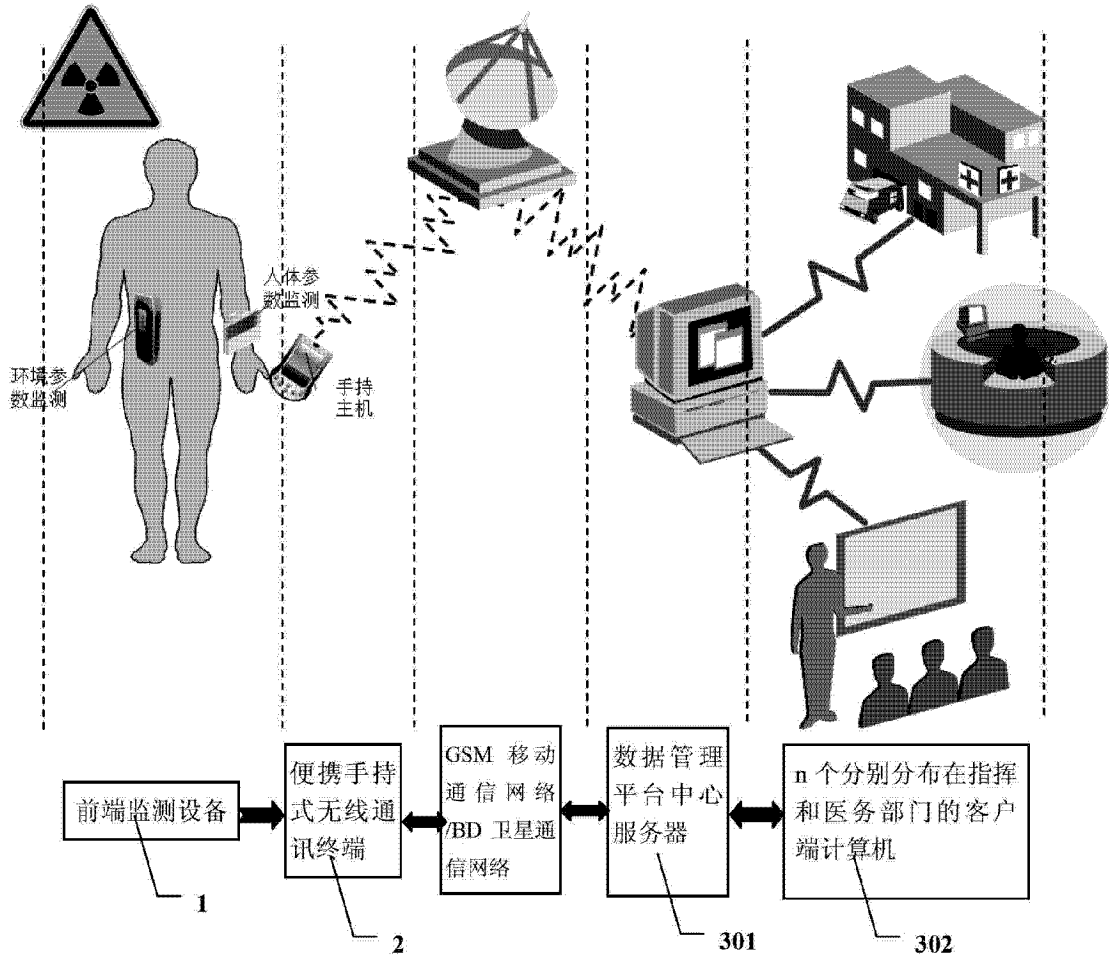 人体参
数监测
环境参
数监测
手持
主机
前端监测设备
便携手持
式无线通
讯终端
GSM 移动
通信网络
/BD 卫星通
信网络
数据管理
平台中心
服务器
n 个分别分布在指挥
和医务部门的客户
端计算机
1
2
301
302